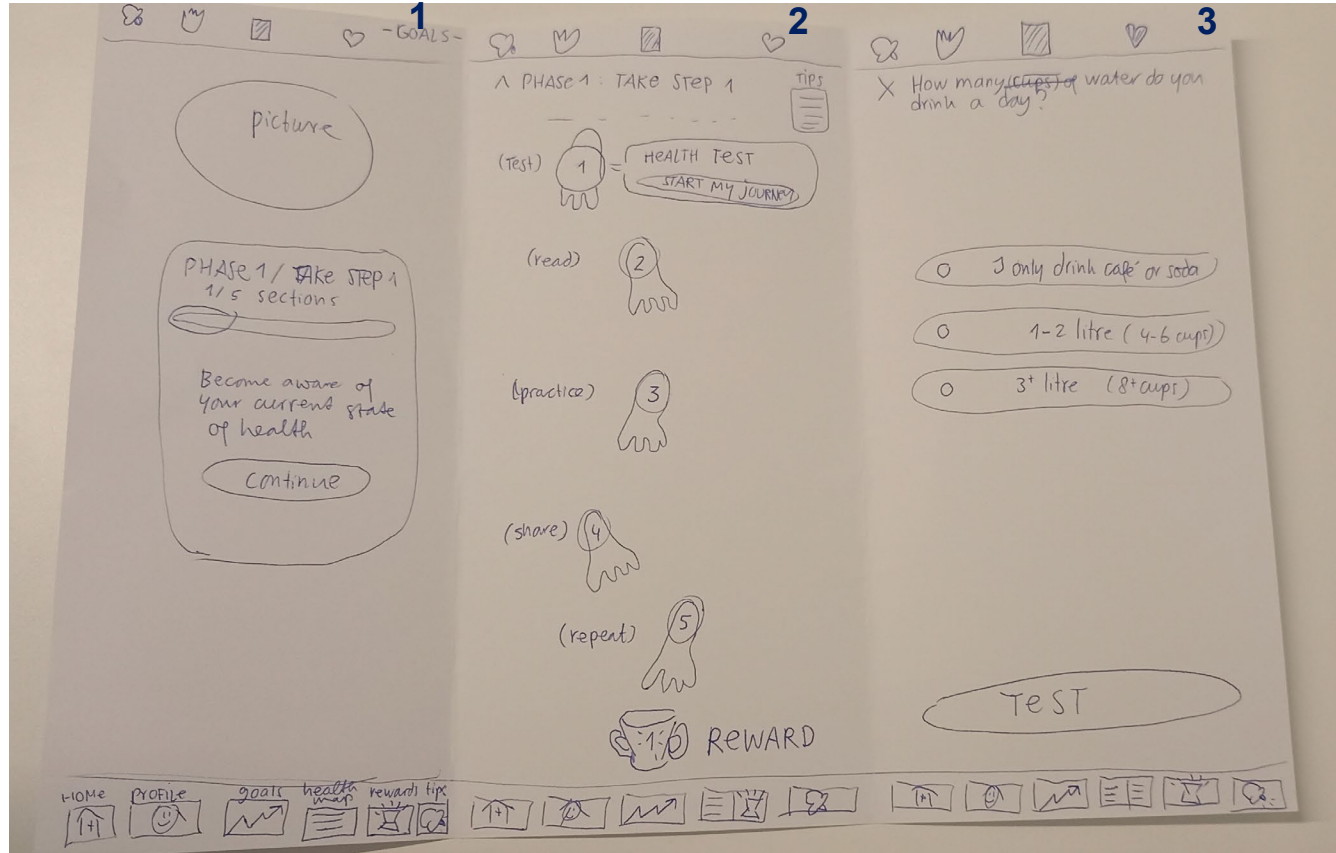 1
-GOALS-
picture
PHASE 1 / TAKE STEP 1
1/5 sections
Become aware of
your current state
of health
continue
HOME PROFILE goals health map rewards tips
2
^ PHASE 1 : TAKE STEP 1
TIPS
(Test) 1 = HEALTH TEST
START MY JOURNEY
(read) 2
(practice) 3
(share) 4
(repeat) 5
1 REWARD
3
X How many (cups) of water do you
drink a day?
I only drink café or soda
1-2 litre (4-6 cups)
3+ litre (8+ cups)
TEST